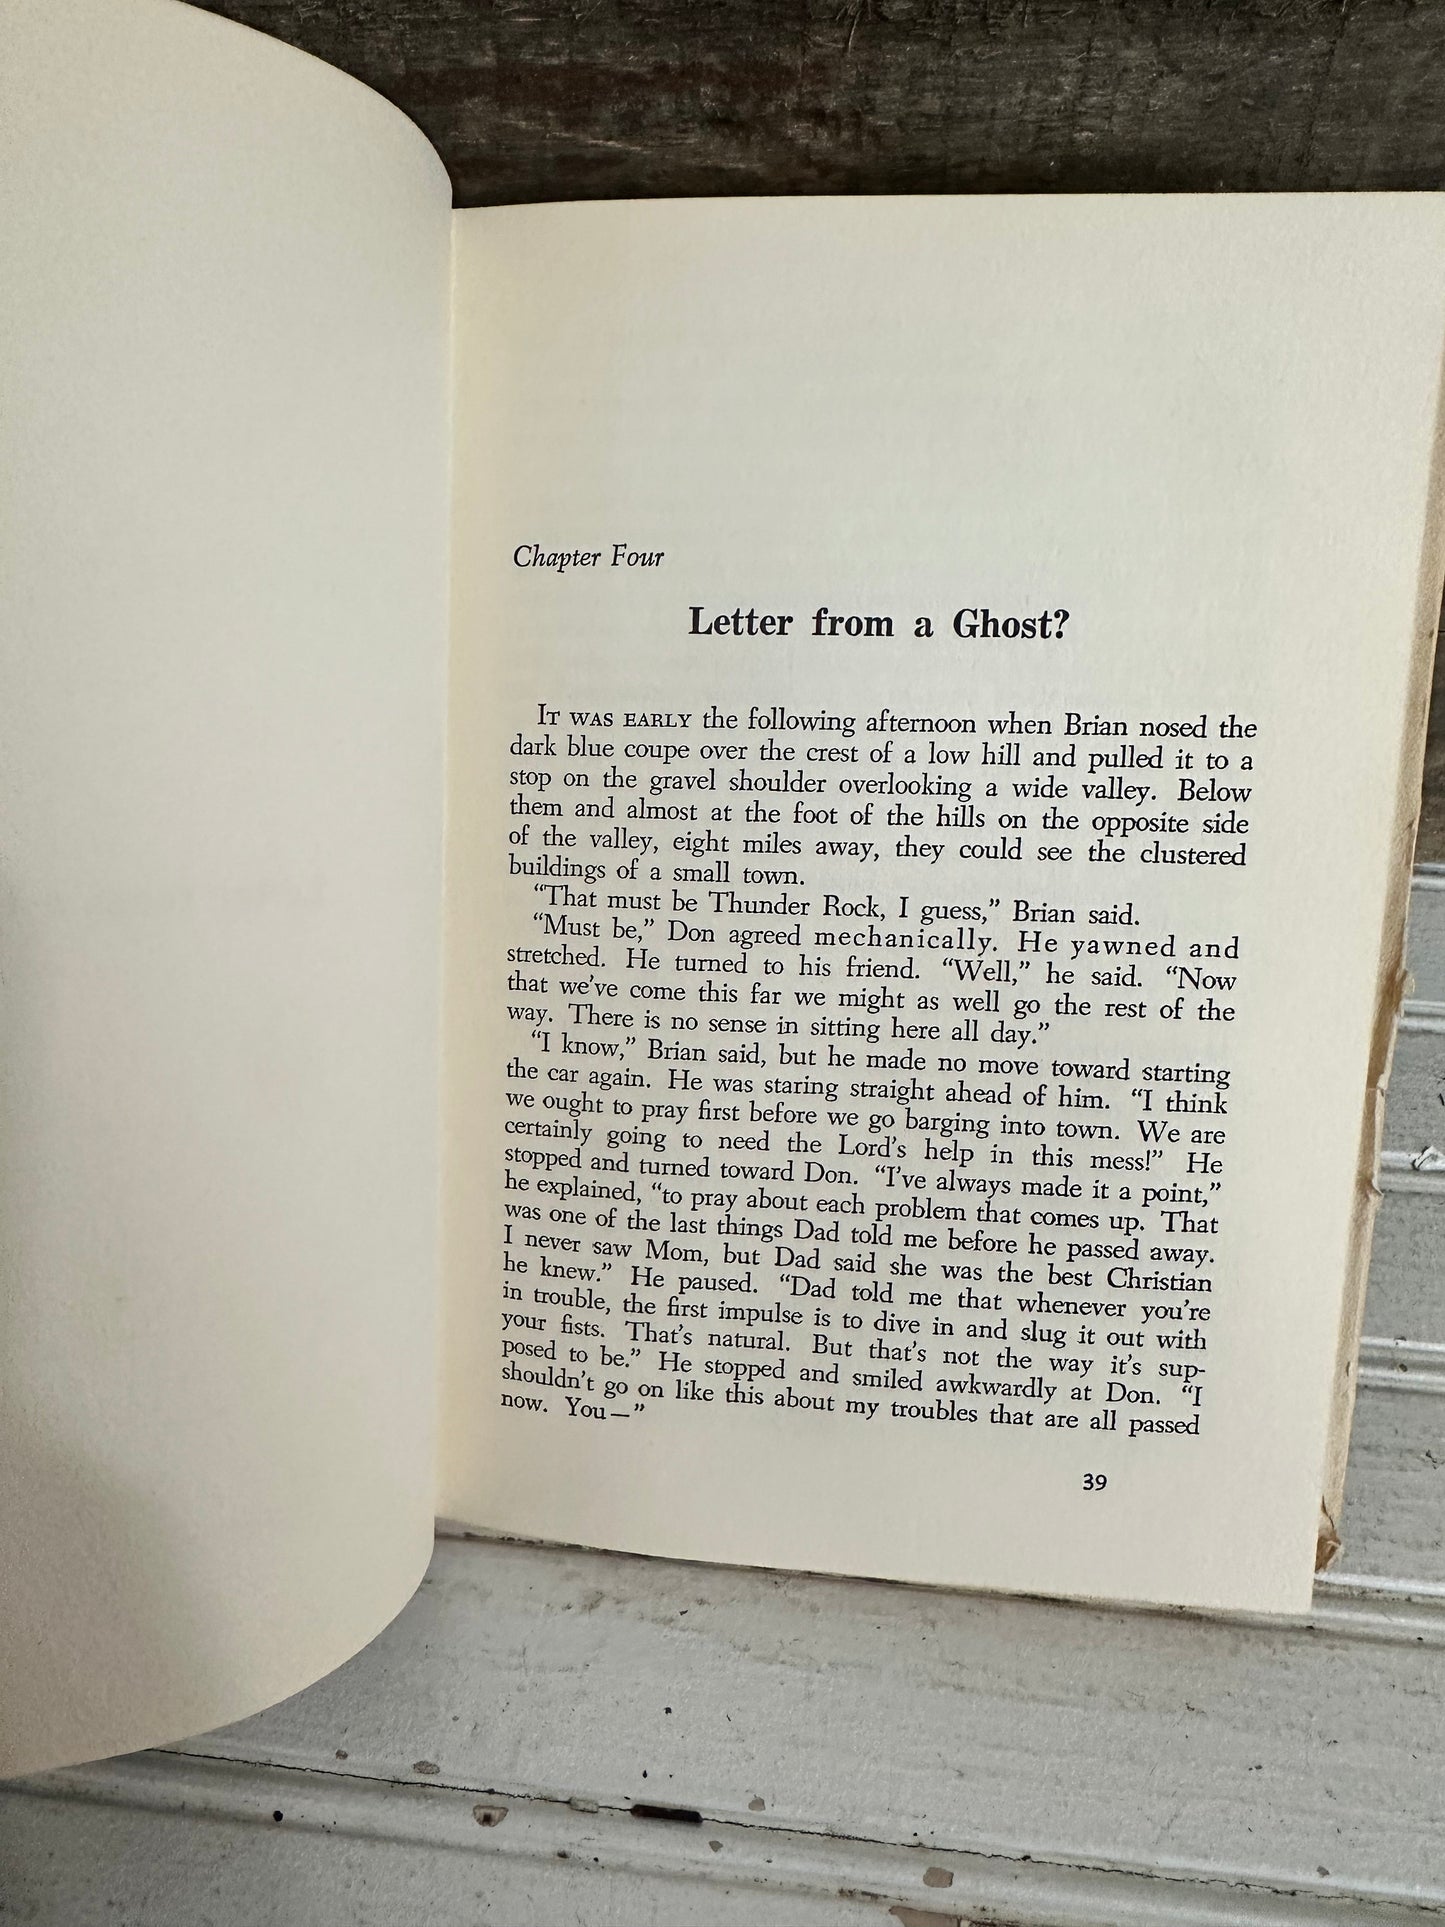 Chapter Four
Letter from a Ghost?
IT WAS EARLY the following afternoon when Brian nosed the
dark blue coupe over the crest of a low hill and pulled it to a
stop on the gravel shoulder overlooking a wide valley. Below
them and almost at the foot of the hills on the opposite side
of the valley, eight miles away, they could see the clustered
buildings of a small town.
“That must be Thunder Rock, I guess,” Brian said.
“Must be,” Don agreed mechanically. He yawned and
stretched. He turned to his friend. “Well,” he said. “Now
that we’ve come this far we might as well go the rest of the
way. There is no sense in sitting here all day.”
“I know,” Brian said, but he made no move toward starting
the car again. He was staring straight ahead of him. “I think
we ought to pray first before we go barging into town. We are
certainly going to need the Lord’s help in this mess!” He
stopped and turned toward Don. “I’ve always made it a point,”
he explained, “to pray about each problem that comes up. That
was one of the last things Dad told me before he passed away.
I never saw Mom, but Dad said she was the best Christian
he knew.” He paused. “Dad told me that whenever you’re
in trouble, the first impulse is to dive in and slug it out with
your fists. That’s natural. But that’s not the way it’s sup-
posed to be.” He stopped and smiled awkwardly at Don. “I
shouldn’t go on like this about my troubles that are all passed
now. You—”
39